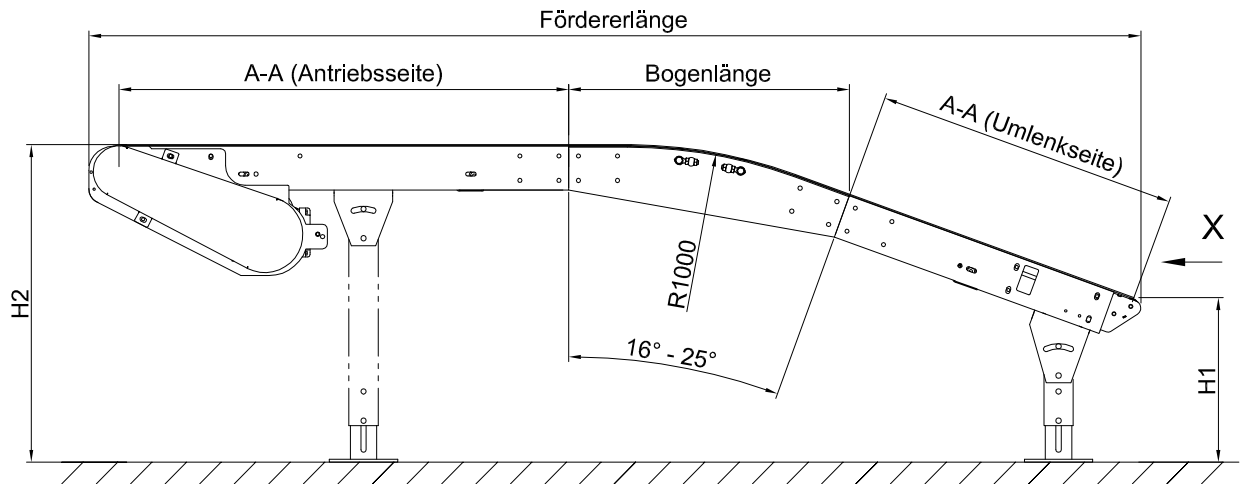 Fördererlänge
A-A (Antriebsseite)
Bogenlänge
A-A (Umlenkseite)
X
R1000
H2
16° - 25°
H1